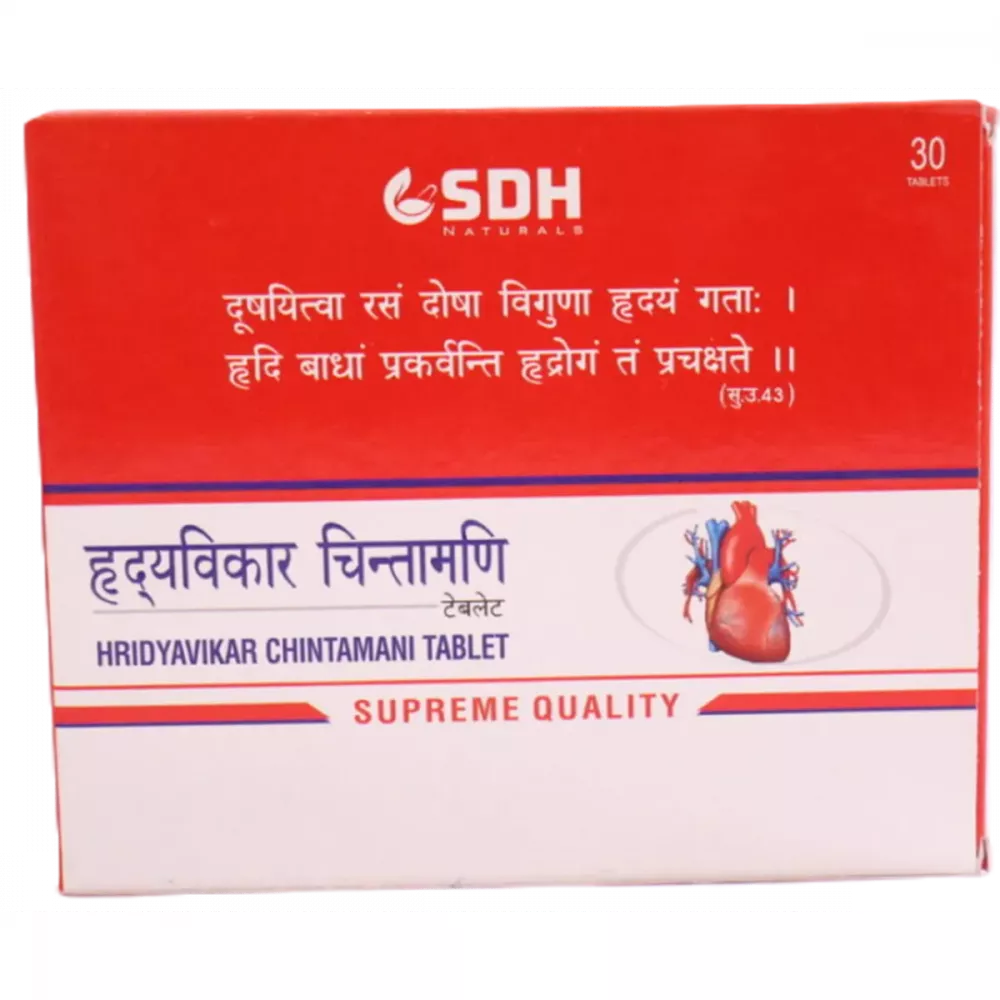 30
TABLETS
SDH
NATURALS
दूषयित्वा रसं दोषा विगुणा हृदयं गताः ।
हृदि बाधां प्रकर्वन्ति हृद्रोगं तं प्रचक्षते ॥
(सु.उ.43)
हृद्यविकार चिन्तामणि
टेबलेट
HRIDYAVIKAR CHINTAMANI TABLET
SUPREME QUALITY